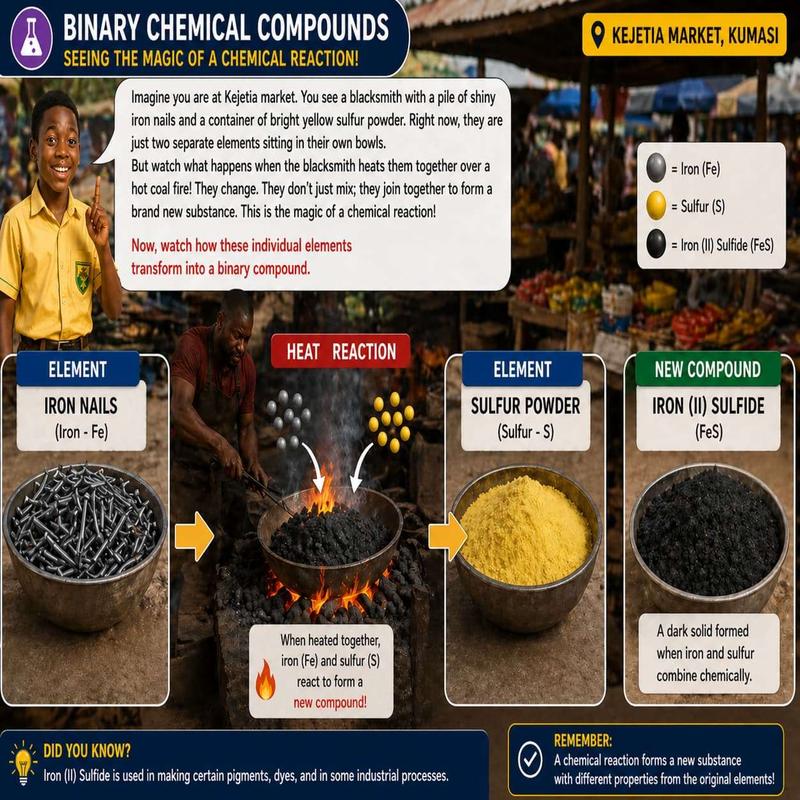 BINARY CHEMICAL COMPOUNDS
SEEING THE MAGIC OF A CHEMICAL REACTION!
KEJETIA MARKET, KUMASI
Imagine you are at Kejetia market. You see a blacksmith with a pile of shiny
iron nails and a container of bright yellow sulfur powder. Right now, they are
just two separate elements sitting in their own bowls.
But watch what happens when the blacksmith heats them together over a
hot coal fire! They change. They don't just mix; they join together to form a
brand new substance. This is the magic of a chemical reaction!
Now, watch how these individual elements
transform into a binary compound.
= Iron (Fe)
= Sulfur (S)
= Iron (II) Sulfide (FeS)
ELEMENT
IRON NAILS
(Iron - Fe)
HEAT REACTION
When heated together,
iron (Fe) and sulfur (S)
react to form a
new compound!
ELEMENT
SULFUR POWDER
(Sulfur - S)
NEW COMPOUND
IRON (II) SULFIDE
(FeS)
A dark solid formed
when iron and sulfur
combine chemically.
DID YOU KNOW?
Iron (II) Sulfide is used in making certain pigments, dyes, and in some industrial processes.
REMEMBER:
A chemical reaction forms a new substance
with different properties from the original elements!